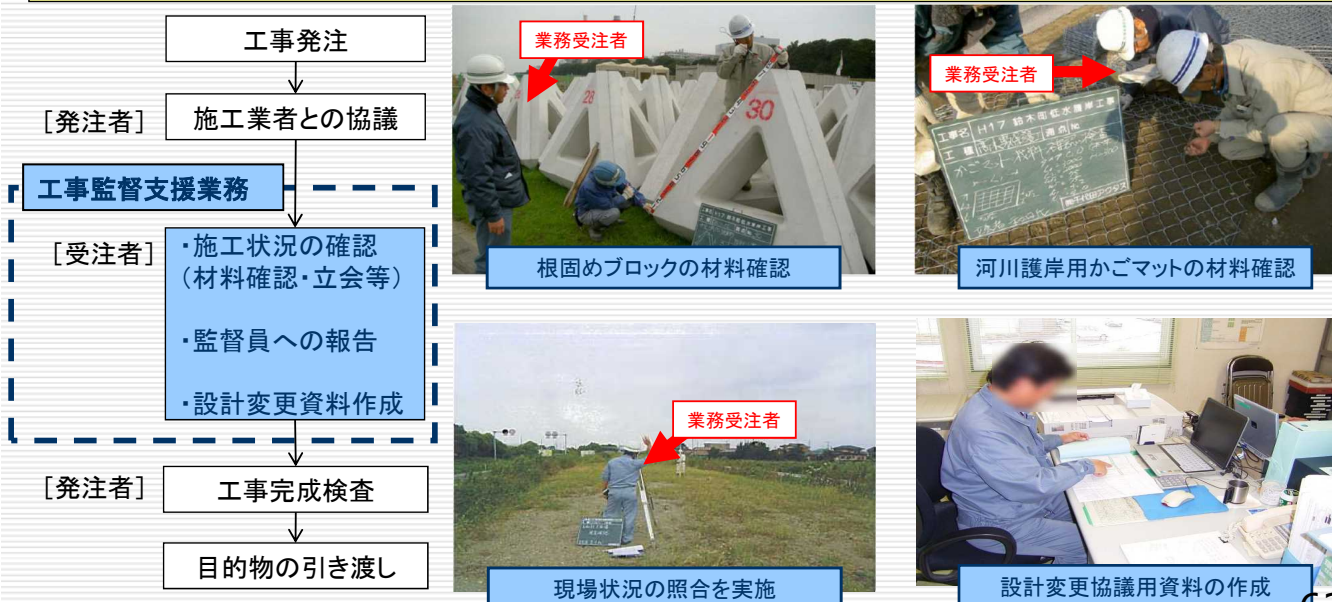 工事発注
[発注者]
施工業者との協議
工事監督支援業務
[受注者]
・施工状況の確認
(材料確認・立会等)
・監督員への報告
・設計変更資料作成
[発注者]
工事完成検査
目的物の引き渡し
業務受注者
28
30
根固めブロックの材料確認
業務受注者
工事名 H17
工種
河川護岸用かごマットの材料確認
業務受注者
現場状況の照合を実施
設計変更協議用資料の作成